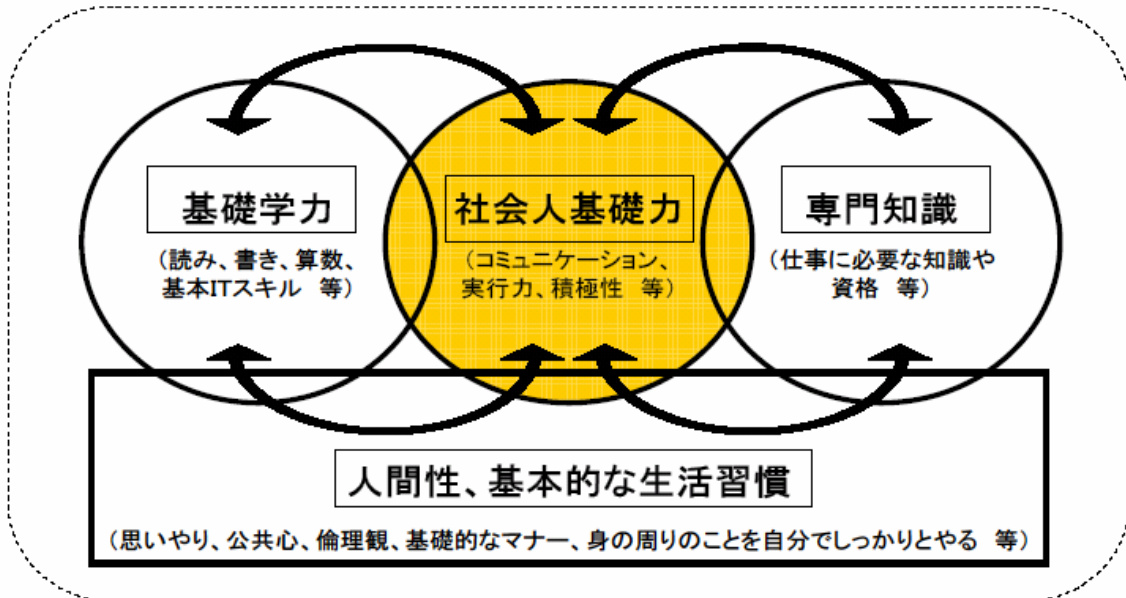 基礎学力
(読み、書き、算数、
基本ITスキル 等)
社会人基礎力
(コミュニケーション、
実行力、積極性 等)
専門知識
(仕事に必要な知識や
資格 等)
人間性、基本的な生活習慣
(思いやり、公共心、倫理観、基礎的なマナー、身の周りのことを自分でしっかりとやる 等)